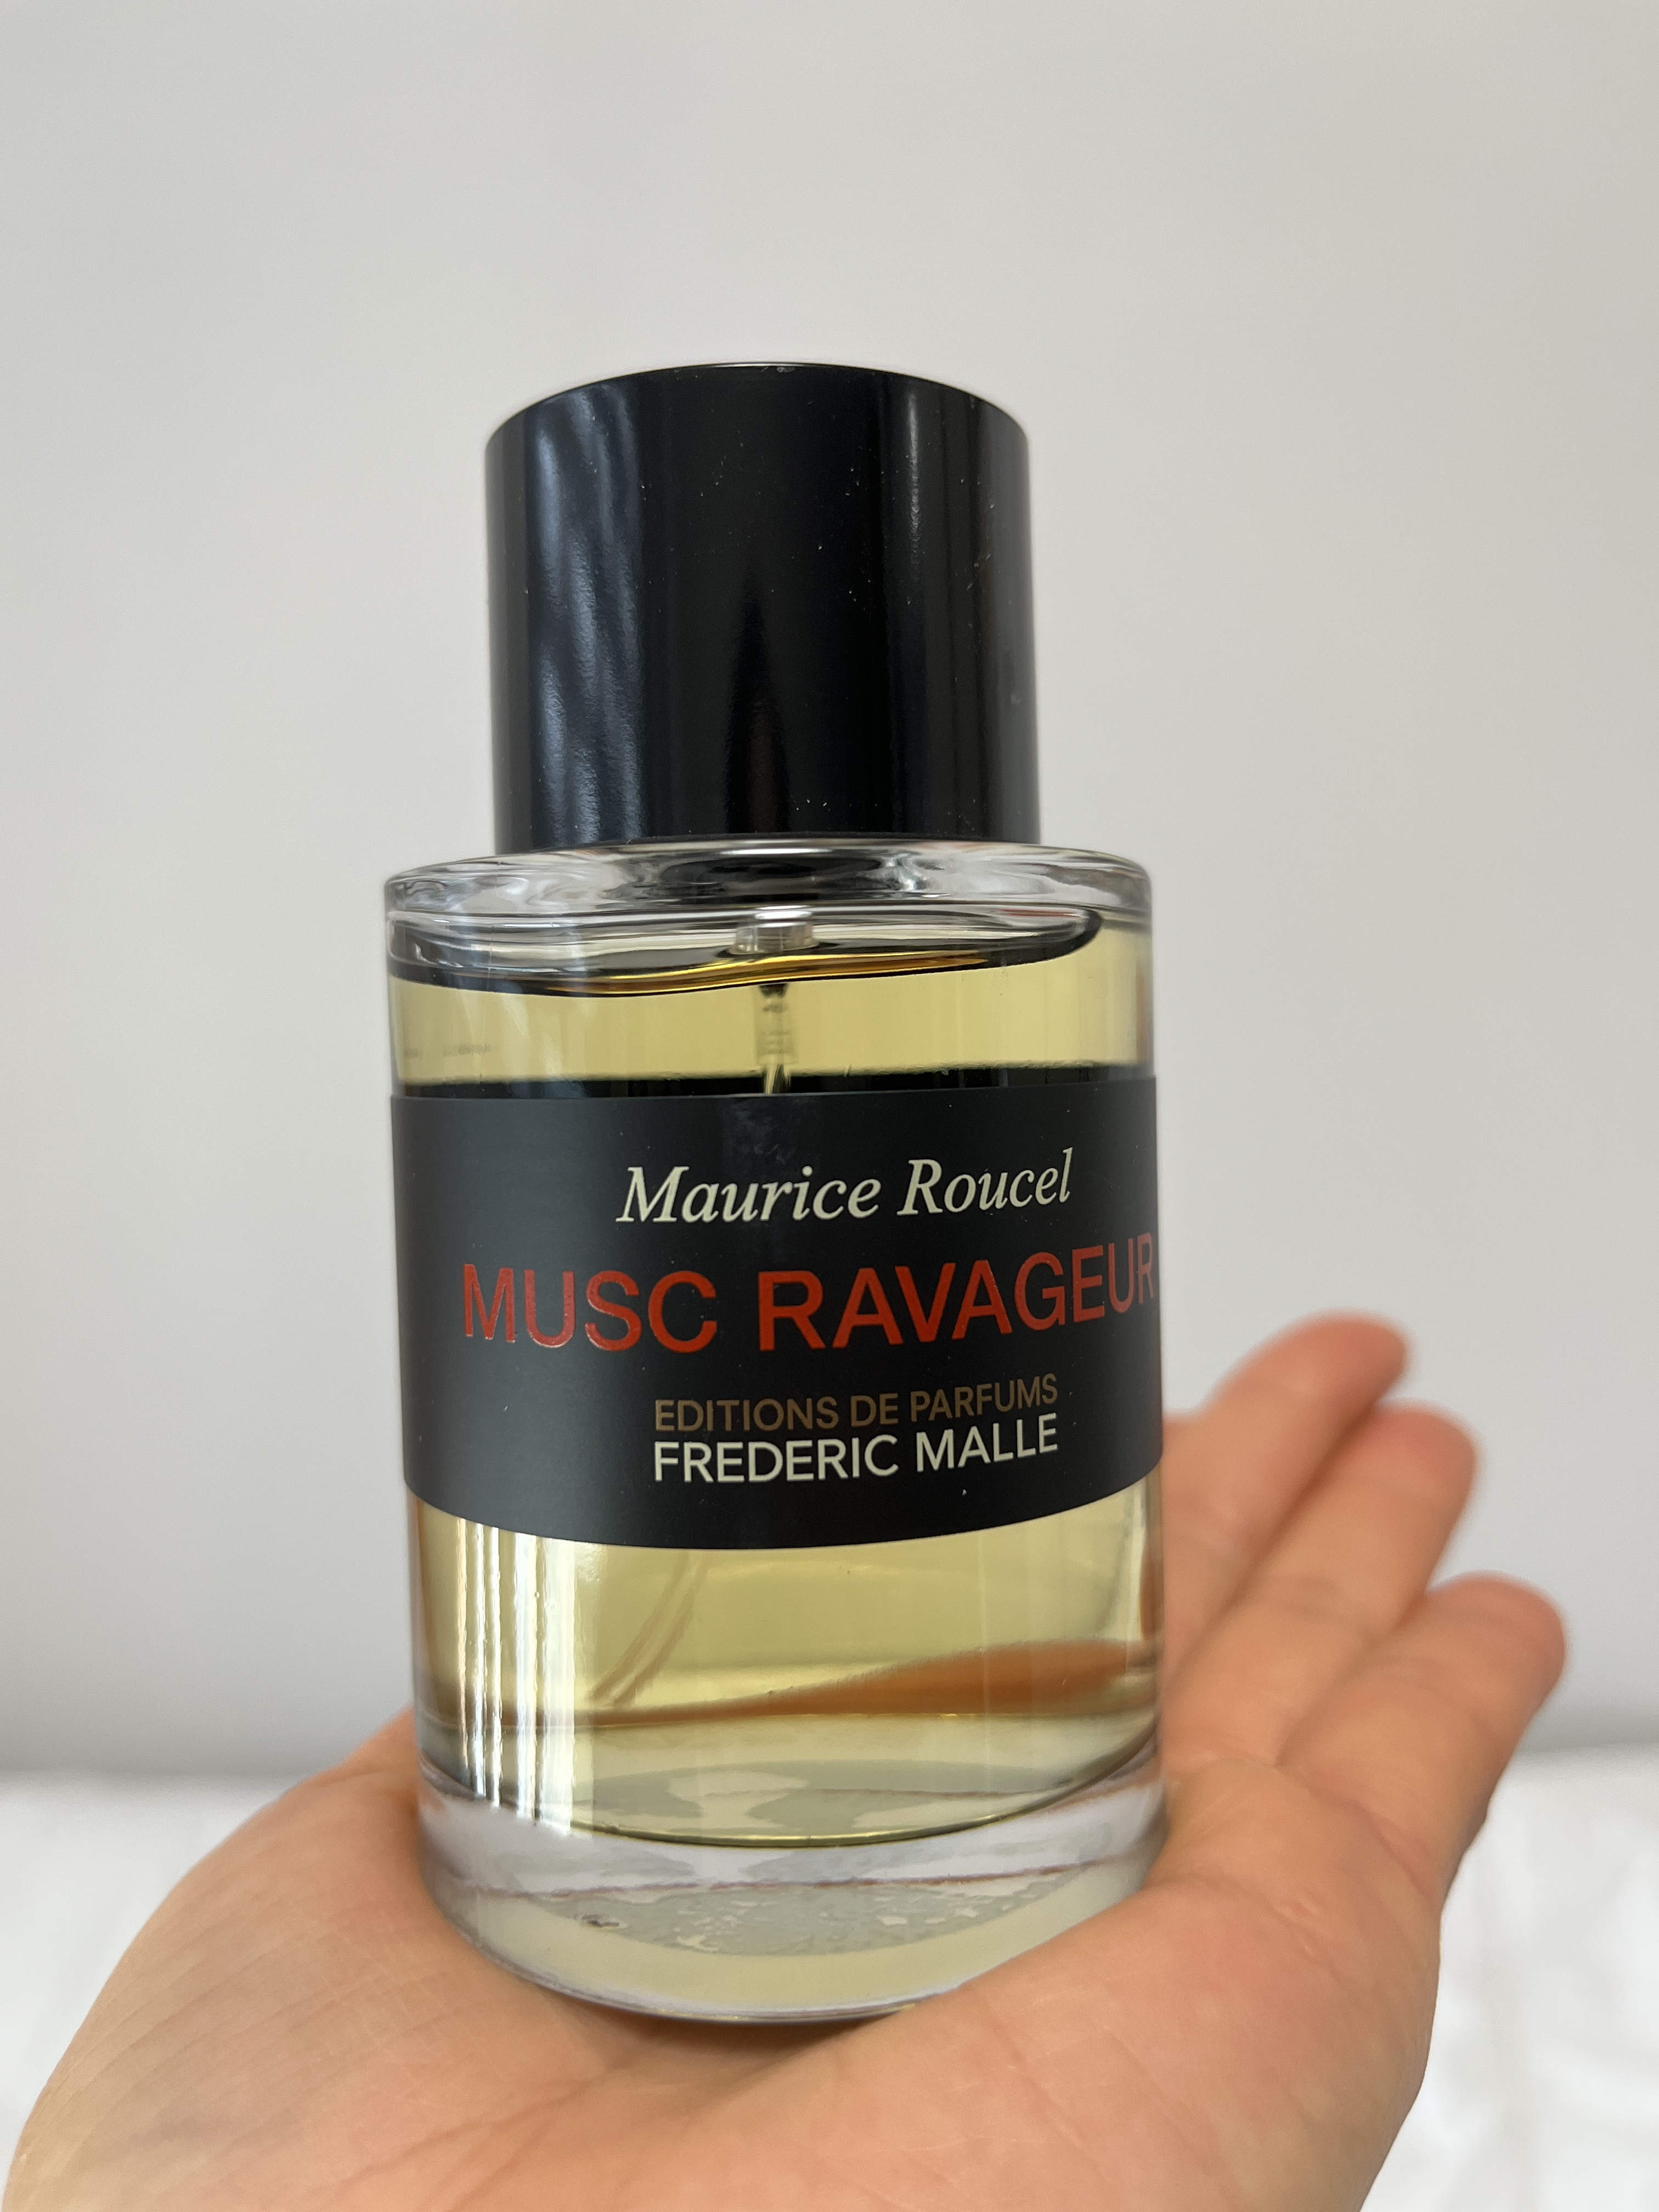 Maurice Roucel
MUSC RAVAGEUR
EDITIONS DE PARFUMS
FREDERIC MALLE